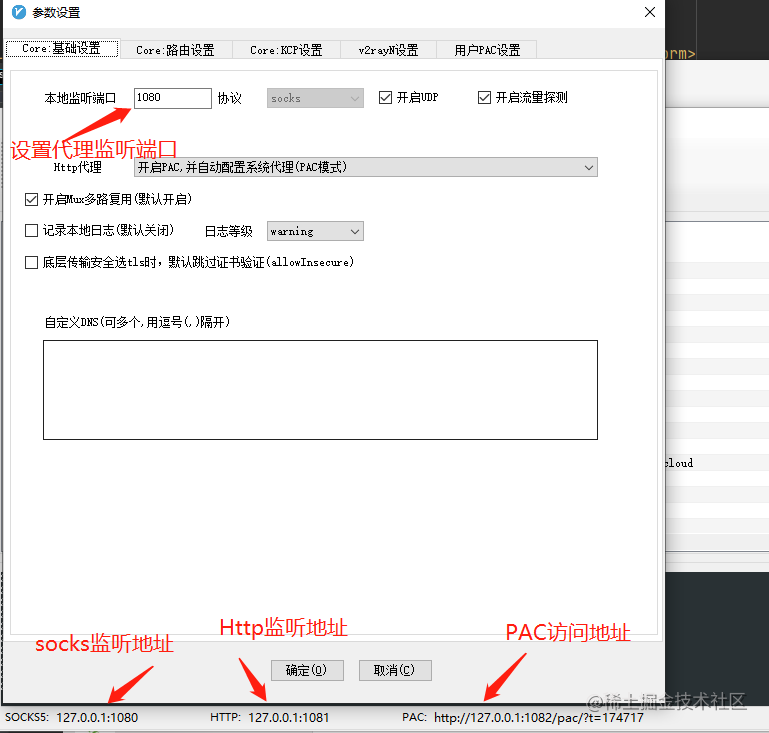 参数设置
Core:基础设置 Core:路由设置 Core:KCP设置 v2rayN设置 用户PAC设置
orm>
本地监听端口 1080 协议 socks 开启UDP 开启流量探测
设置代理监听端口
Http代理 开启PAC,并自动配置系统代理(PAC模式)
开启Mux多路复用(默认开启)
记录本地日志(默认关闭) 日志等级 warning
底层传输安全选tls时，默认跳过证书验证(allowInsecure)
自定义DNS(可多个,用逗号(,)隔开)
cloud
socks监听地址 Http监听地址 PAC访问地址
确定(O) 取消(C)
@稀土掘金技术社区
SOCKS5: 127.0.0.1:1080 HTTP: 127.0.0.1:1081 PAC: http://127.0.0.1:1082/pac/?t=174717